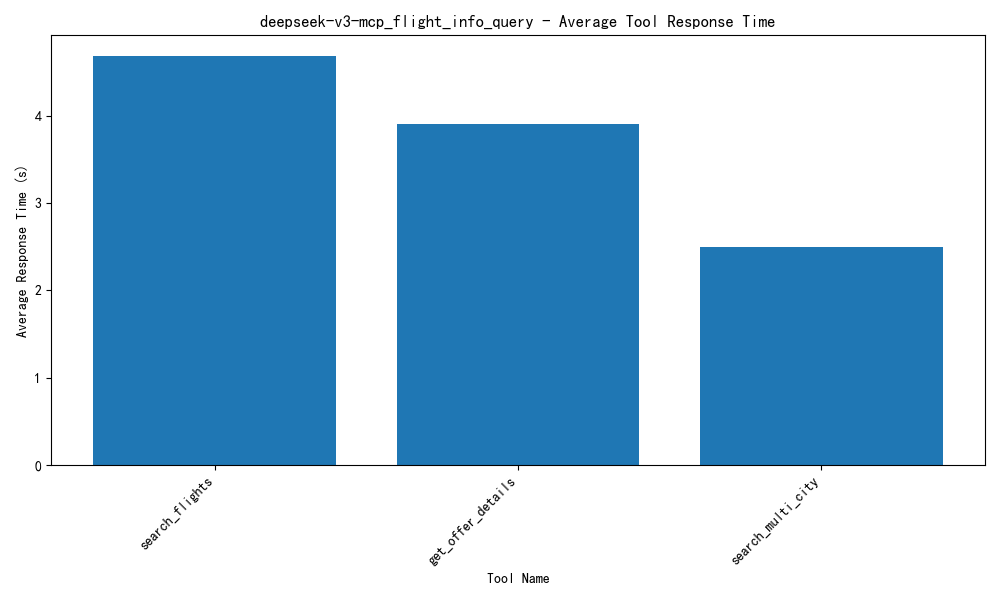 deepseek-v3-mcp_flight_info_query - Average Tool Response Time
Average Response Time (s)
4
3
2
1
0
search_flights
get_offer_details
search_multi_city
Tool Name